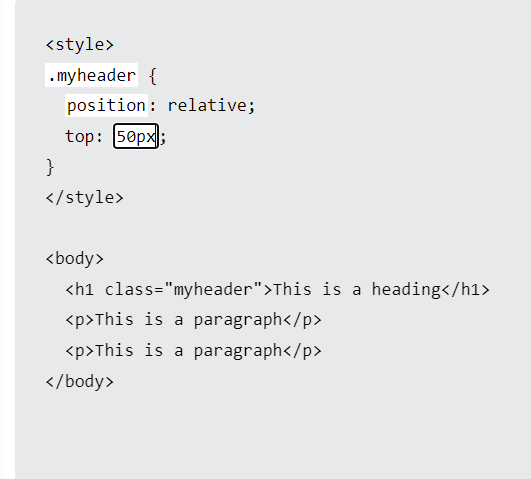 <style>
.myheader {
position: relative;
top: 50px;
}
</style>
<body>
<h1 class="myheader">This is a heading</h1>
<p>This is a paragraph</p>
<p>This is a paragraph</p>
</body>